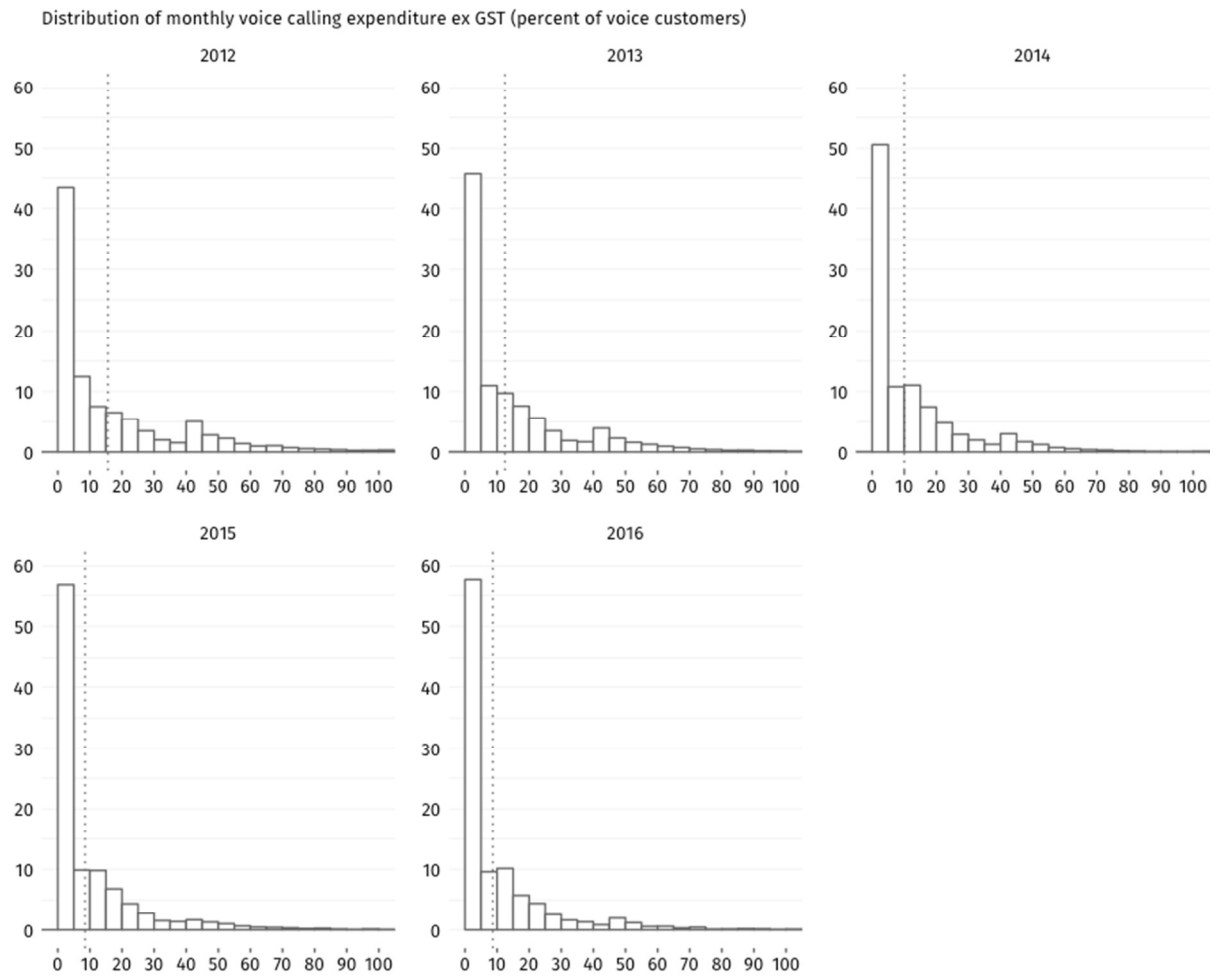 Distribution of monthly voice calling expenditure ex GST (percent of voice customers)
2012 2013 2014
60 60 60
50 50 50
40 40 40
30 30 30
20 20 20
10 10 10
0 0 0
0 10 20 30 40 50 60 70 80 90 100 0 10 20 30 40 50 60 70 80 90 100 0 10 20 30 40 50 60 70 80 90 100
2015 2016
60 60
50 50
40 40
30 30
20 20
10 10
0 0
0 10 20 30 40 50 60 70 80 90 100 0 10 20 30 40 50 60 70 80 90 100